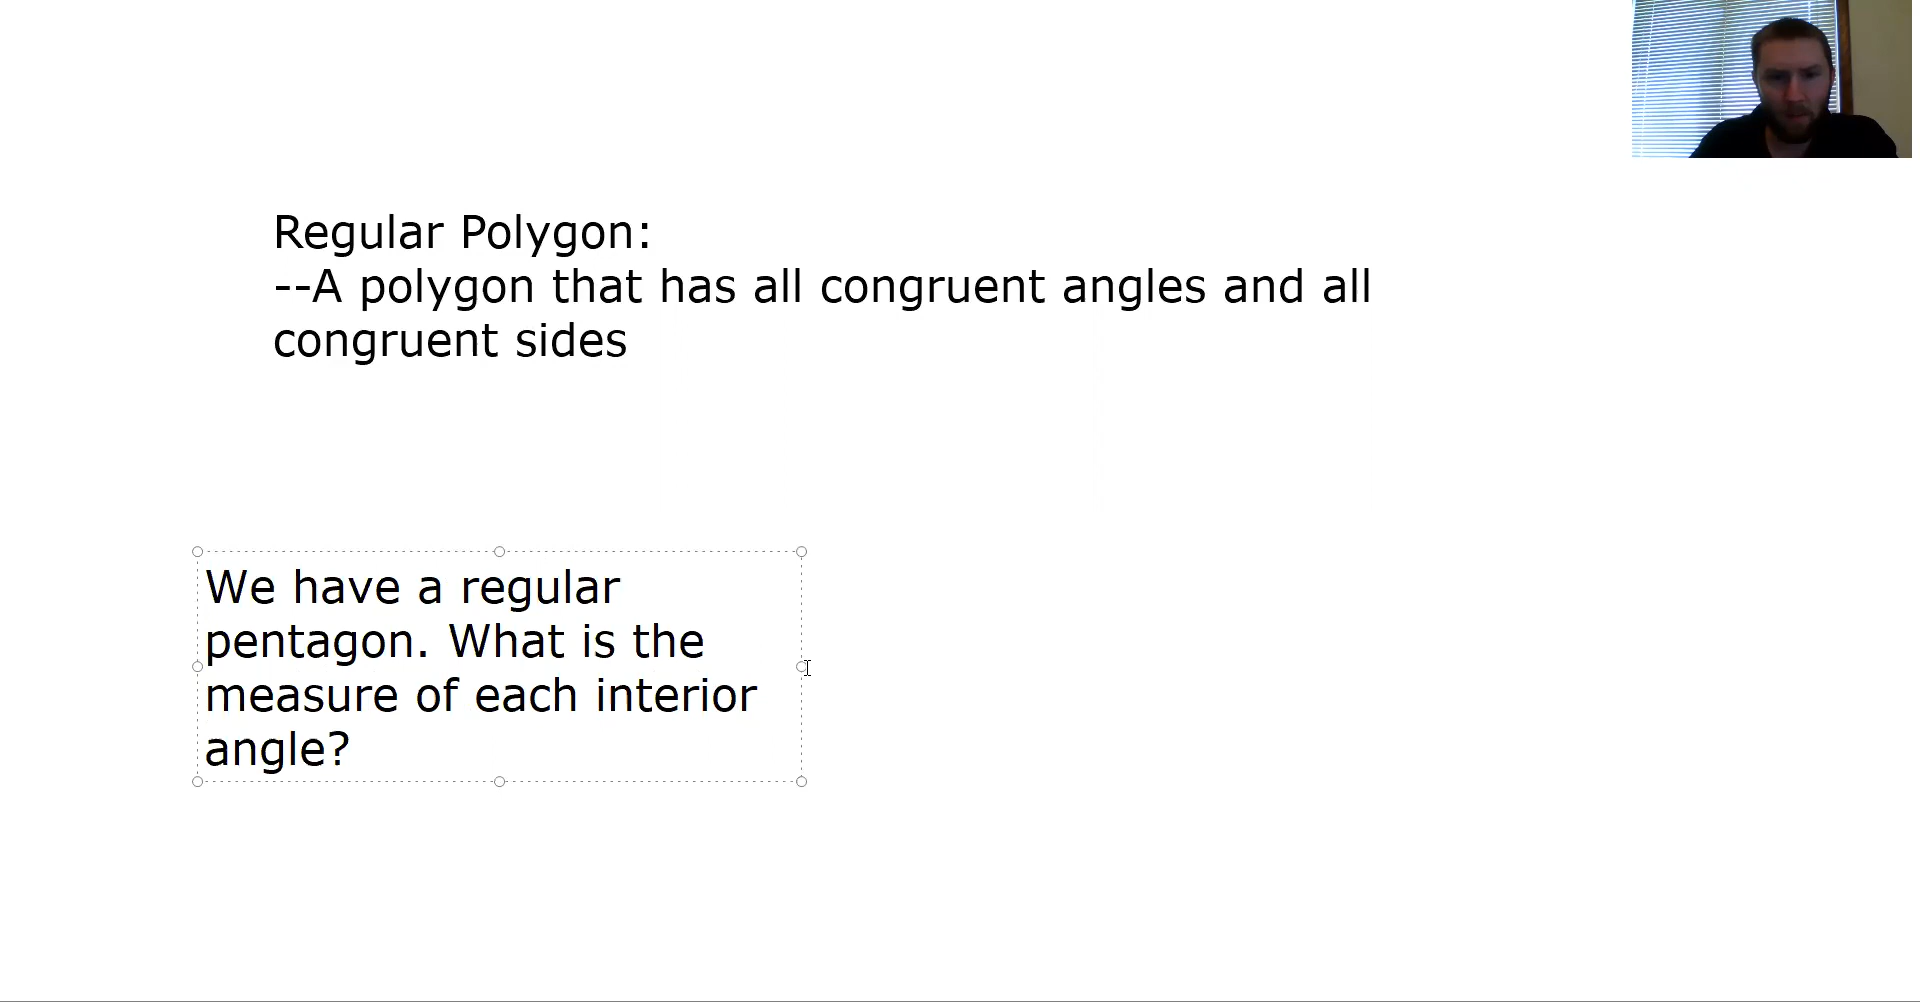 Regular Polygon:
--A polygon that has all congruent angles and all
congruent sides
We have a regular
pentagon. What is the
measure of each interior
angle?